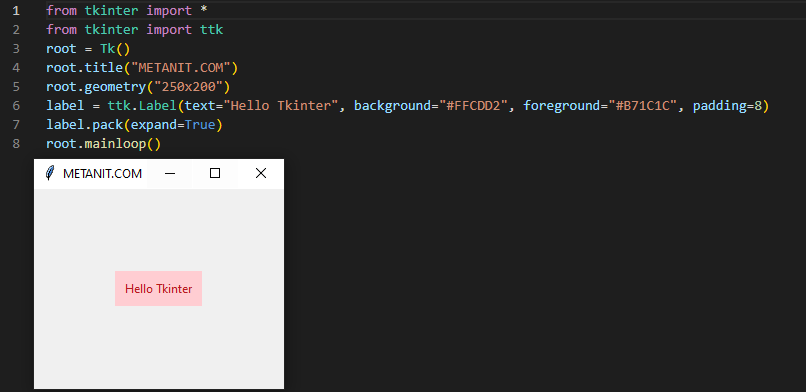 1 from tkinter import *
2 from tkinter import ttk
3 root = Tk()
4 root.title("METANIT.COM")
5 root.geometry("250x200")
6 label = ttk.Label(text="Hello Tkinter", background="#FFCDD2", foreground="#B71C1C", padding=8)
7 label.pack(expand=True)
8 root.mainloop()
METANIT.COM
Hello Tkinter